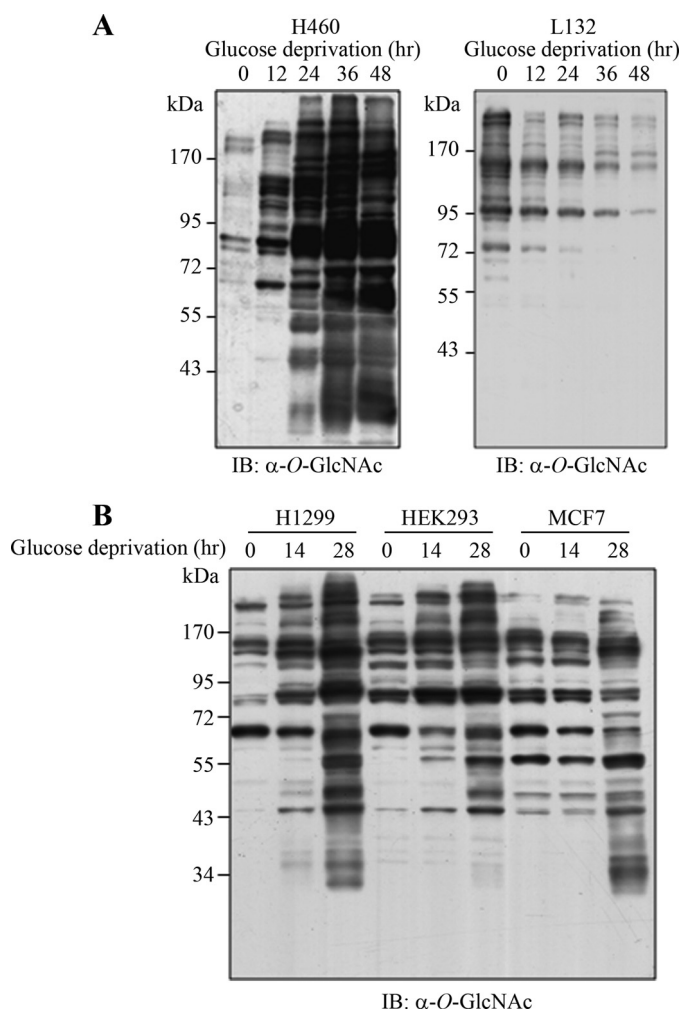 A
H460
Glucose deprivation (hr)
0 12 24 36 48
kDa
170
95
72
55
43
IB: α-O-GlcNAc
L132
Glucose deprivation (hr)
0 12 24 36 48
kDa
170
95
72
55
43
IB: α-O-GlcNAc
B
H1299 HEK293 MCF7
Glucose deprivation (hr) 0 14 28 0 14 28 0 14 28
kDa
170
95
72
55
43
34
IB: α-O-GlcNAc